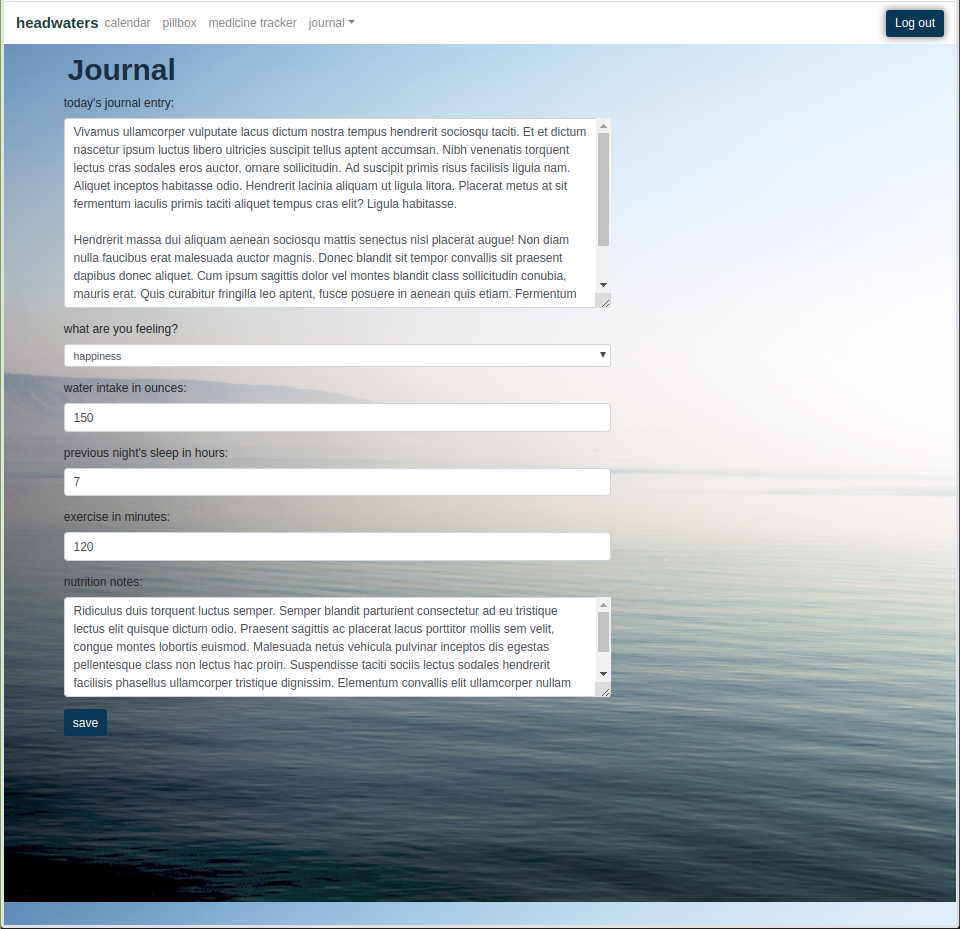 headwaters calendar pillbox medicine tracker journal Log out
Journal
today's journal entry:
Vivamus ullamcorper vulputate lacus dictum nostra tempus hendrerit sociosqu taciti. Et et dictum
nascetur ipsum luctus libero ultricies suscipit tellus aptent accumsan. Nibh venenatis torquent
lectus cras sodales eros auctor, ornare sollicitudin. Ad suscipit primis risus facilisis ligula nam.
Aliquet inceptos habitasse odio. Hendrerit lacinia aliquam ut ligula litora. Placerat metus at sit
fermentum iaculis primis taciti aliquet tempus cras elit? Ligula habitasse.
Hendrerit massa dui aliquam aenean sociosqu mattis senectus nisl placerat augue! Non diam
nulla faucibus erat malesuada auctor magnis. Donec blandit sit tempor convallis sit praesent
dapibus donec aliquet. Cum ipsum sagittis dolor vel montes blandit class sollicitudin conubia,
mauris erat. Quis curabitur fringilla leo aptent, fusce posuere in aenean quis etiam. Fermentum
what are you feeling?
happiness
water intake in ounces:
150
previous night's sleep in hours:
7
exercise in minutes:
120
nutrition notes:
Ridiculus duis torquent luctus semper. Semper blandit parturient consectetur ad eu tristique
lectus elit quisque dictum odio. Praesent sagittis ac placerat lacus porttitor mollis sem velit,
congue montes lobortis euismod. Malesuada netus vehicula pulvinar inceptos dis egestas
pellentesque class non lectus hac proin. Suspendisse taciti sociis lectus sodales hendrerit
facilisis phasellus ullamcorper tristique dignissim. Elementum convallis elit ullamcorper nullam
save